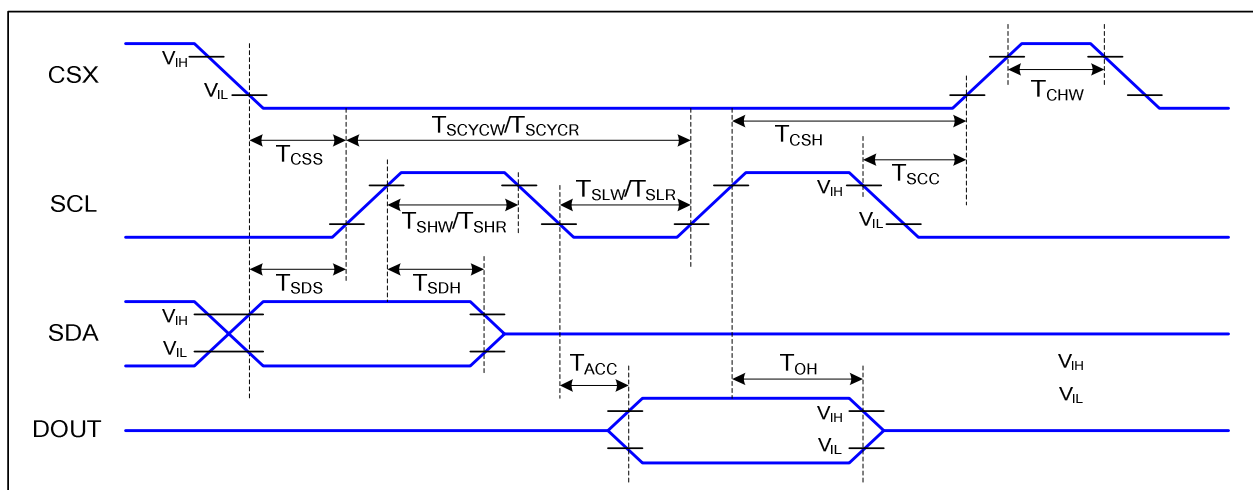 CSX
VIH
VIL
TCHW
TSCYCW/TSCYCR
TCSS
TCSH
TSCC
SCL
TSHW/TSHR
TSLW/TSLR
VIH
VIL
TSDS
TSDH
SDA
VIH
VIL
TACC
TOH
VIH
VIL
DOUT
VIH
VIL